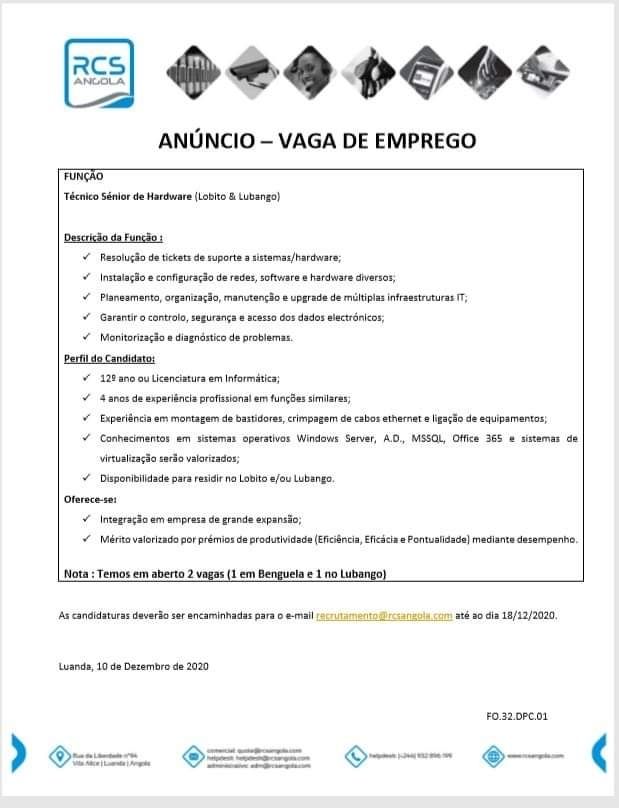 RCS
ANGOLA
ANÚNCIO – VAGA DE EMPREGO
FUNÇÃO
Técnico Sénior de Hardware (Lobito & Lubango)
Descrição da Função :
✓ Resolução de tickets de suporte a sistemas/hardware;
✓ Instalação e configuração de redes, software e hardware diversos;
✓ Planeamento, organização, manutenção e upgrade de múltiplas infraestruturas IT;
✓ Garantir o controlo, segurança e acesso dos dados electrónicos;
✓ Monitorização e diagnóstico de problemas.
Perfil do Candidato:
✓ 12º ano ou Licenciatura em Informática;
✓ 4 anos de experiência profissional em funções similares;
✓ Experiência em montagem de bastidores, crimpagem de cabos ethernet e ligação de equipamentos;
✓ Conhecimentos em sistemas operativos Windows Server, A.D., MSSQL, Office 365 e sistemas de
virtualização serão valorizados;
✓ Disponibilidade para residir no Lobito e/ou Lubango.
Oferece-se:
✓ Integração em empresa de grande expansão;
✓ Mérito valorizado por prémios de produtividade (Eficiência, Eficácia e Pontualidade) mediante desempenho.
Nota : Temos em aberto 2 vagas (1 em Benguela e 1 no Lubango)
As candidaturas deverão ser encaminhadas para o e-mail recrutamento@rcsangola.com até ao dia 18/12/2020.
Luanda, 10 de Dezembro de 2020
FO.32.DPC.01
Rua da Liberdade nº94
Vila Alice | Luanda | Angola
comercial: quote@rcsangola.com
helpdesk: helpdesk@rcsangola.com
administrativo: adm@rcsangola.com
helpdesk: (+244) 932 896 199
www.rcsangola.com